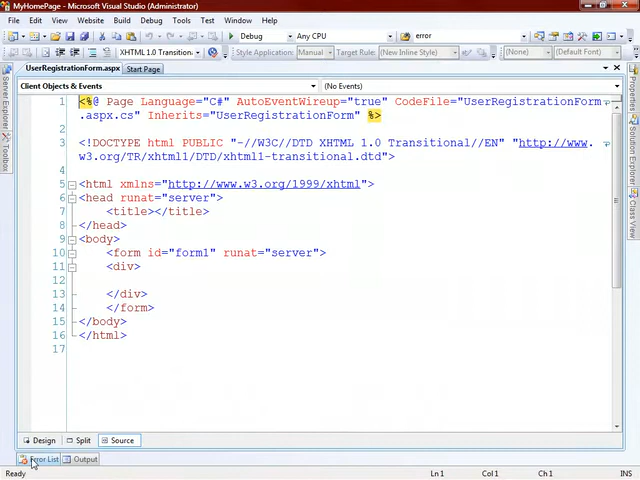 MyHomePage - Microsoft Visual Studio (Administrator)
File Edit View Website Build Debug Tools Test Window Help
Debug Any CPU error
XHTML 1.0 Transition Style Application: Manual Target Rule: (New Inline Style) (None) (Default Font)
UserRegistrationForm.aspx Start Page
Client Objects & Events (No Events)
1 <%@ Page Language="C#" AutoEventWireup="true" CodeFile="UserRegistrationForm
.aspx.cs" Inherits="UserRegistrationForm" %>
2
3 <!DOCTYPE html PUBLIC "-//W3C//DTD XHTML 1.0 Transitional//EN" "http://www.
w3.org/TR/xhtml1/DTD/xhtml1-transitional.dtd">
4
5 <html xmlns="http://www.w3.org/1999/xhtml">
6 <head runat="server">
7 <title></title>
8 </head>
9 <body>
10 <form id="form1" runat="server">
11 <div>
12
13 </div>
14 </form>
15 </body>
16 </html>
17
Server Explorer
Toolbox
Properties
Solution Explorer
Class View
Design Split Source
Error List Output
Ready Ln 1 Col 1 Ch 1 INS